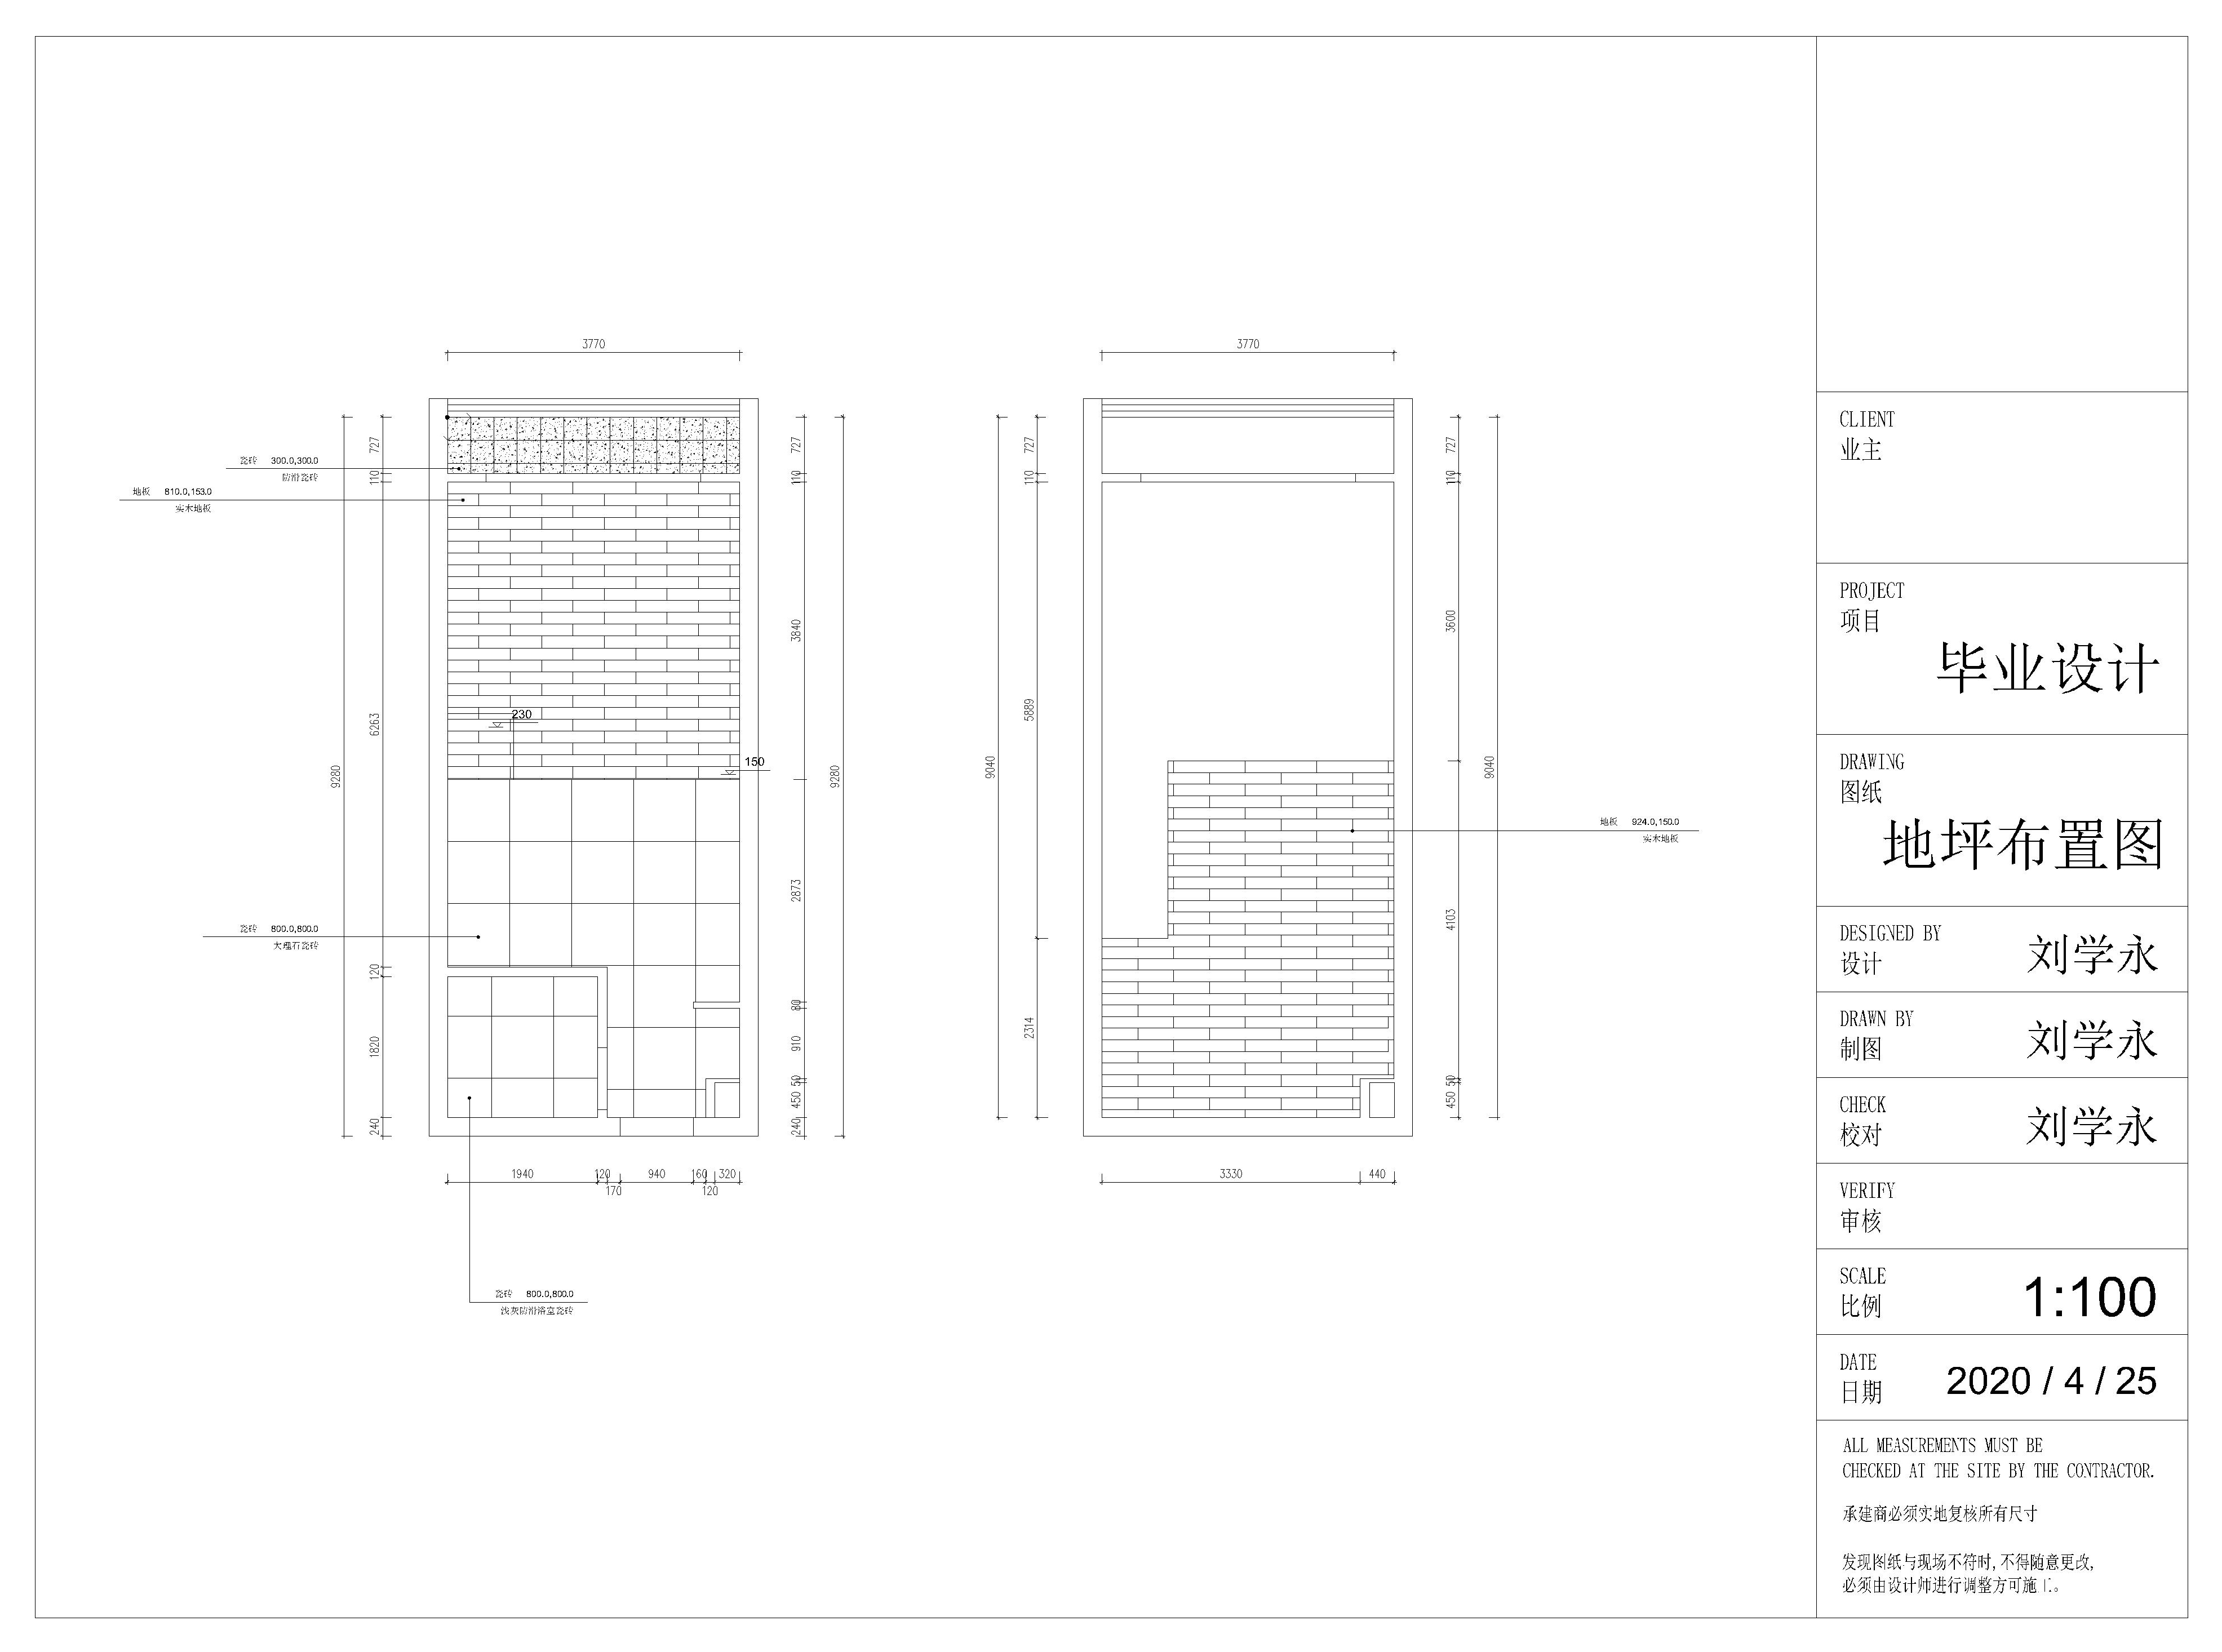 3770
727
110
6263
9280
120
1820
240
瓷砖 300.0,300.0
防滑瓷砖
地板 810.0,153.0
实木地板
230
150
瓷砖 800.0,800.0
大理石瓷砖
727
110
3840
9280
2873
80
910
50
450
240
1940
120
170
940
160
120
320
瓷砖 800.0,800.0
浅灰防滑浴室瓷砖
3770
727
110
5889
9040
2314
727
110
3600
9040
4103
50
450
地板 924.0,150.0
实木地板
3330
440
CLIENT
业主
PROJECT
项目
毕业设计
DRAWING
图纸
地坪布置图
DESIGNED BY
设计
刘学永
DRAWN BY
制图
刘学永
CHECK
校对
刘学永
VERIFY
审核
SCALE
比例
1:100
DATE
日期
2020 / 4 / 25
ALL MEASUREMENTS MUST BE
CHECKED AT THE SITE BY THE CONTRACTOR.
承建商必须实地复核所有尺寸
发现图纸与现场不符时,不得随意更改,
必须由设计师进行调整方可施工。